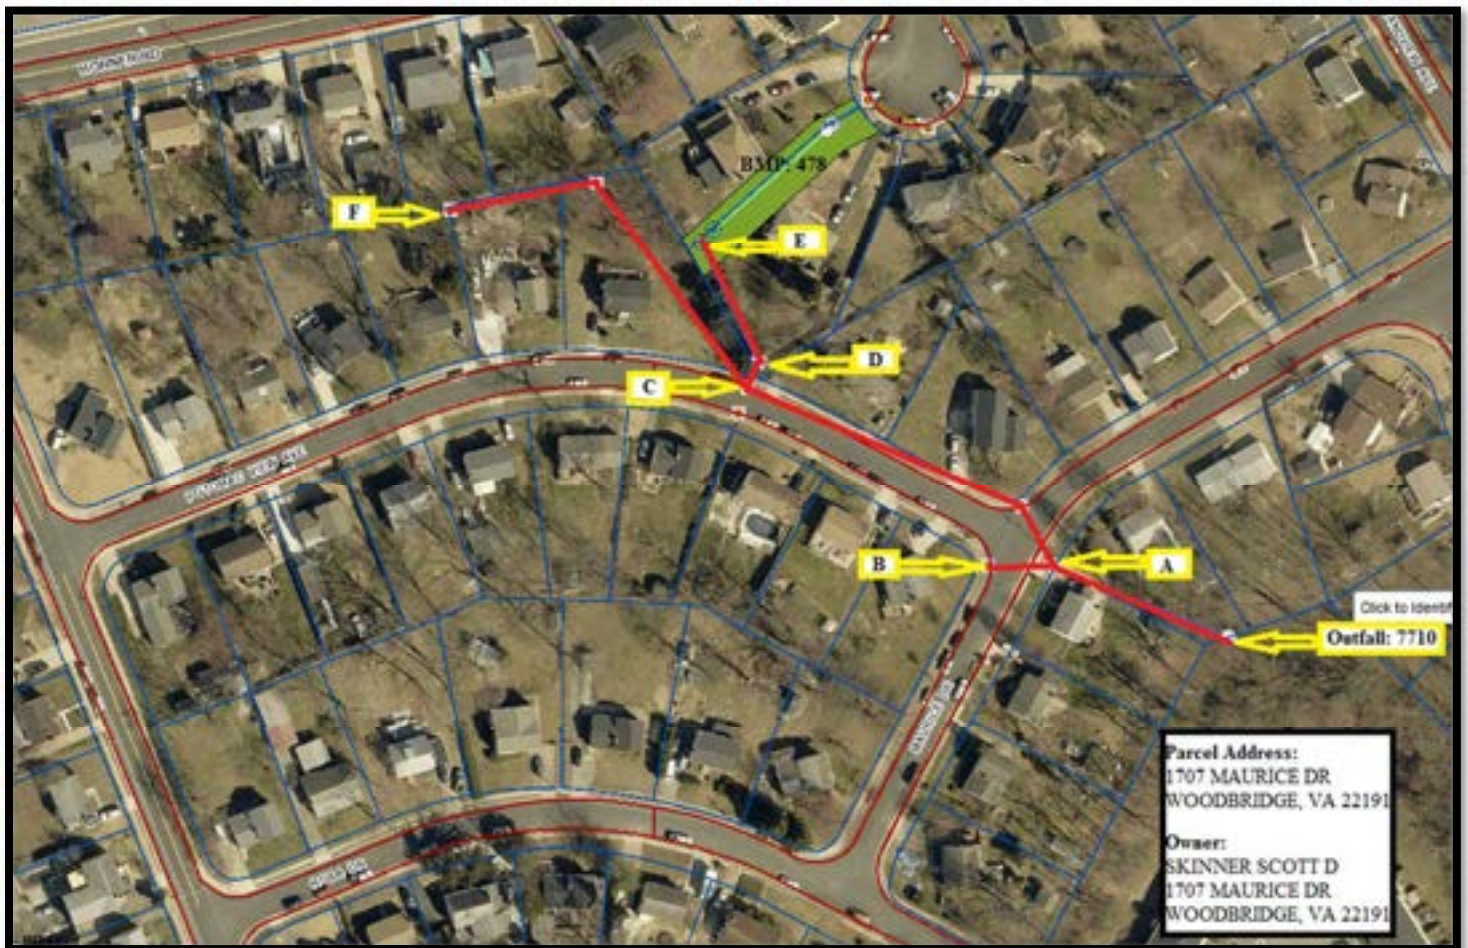 BMP: 478
F
E
D
C
B
A
Click to Identif
Outfall: 7710
Parcel Address:
1707 MAURICE DR
WOODBRIDGE, VA 22191
Owner:
SKINNER SCOTT D
1707 MAURICE DR
WOODBRIDGE, VA 22191